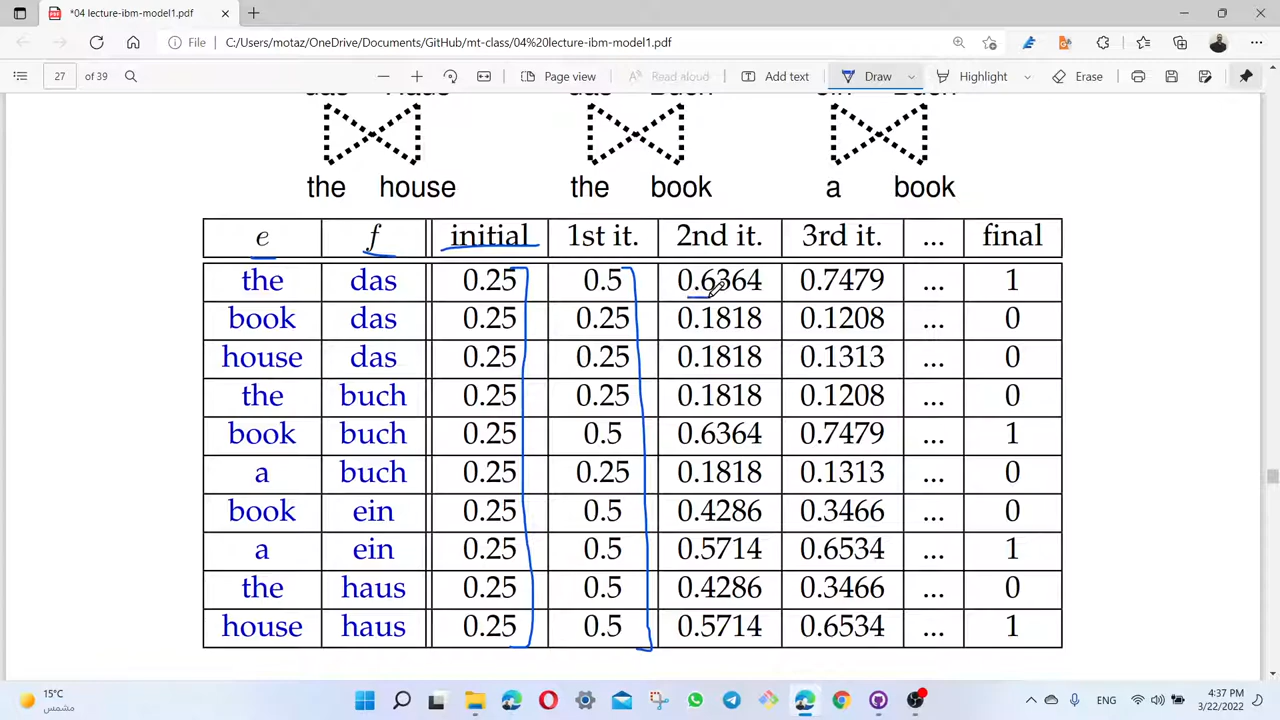 *04 lecture-ibm-model1.pdf
File C:/Users/motaz/OneDrive/Documents/GitHub/mt-class/04%20lecture-ibm-model1.pdf
27 of 39 Page view Read aloud Add text Draw Highlight Erase
the house the book a book
e f initial 1st it. 2nd it. 3rd it. ... final
the das 0.25 0.5 0.6364 0.7479 ... 1
book das 0.25 0.25 0.1818 0.1208 ... 0
house das 0.25 0.25 0.1818 0.1313 ... 0
the buch 0.25 0.25 0.1818 0.1208 ... 0
book buch 0.25 0.5 0.6364 0.7479 ... 1
a buch 0.25 0.25 0.1818 0.1313 ... 0
book ein 0.25 0.5 0.4286 0.3466 ... 0
a ein 0.25 0.5 0.5714 0.6534 ... 1
the haus 0.25 0.5 0.4286 0.3466 ... 0
house haus 0.25 0.5 0.5714 0.6534 ... 1
15°C
مشمس
ENG
4:37 PM
3/22/2022